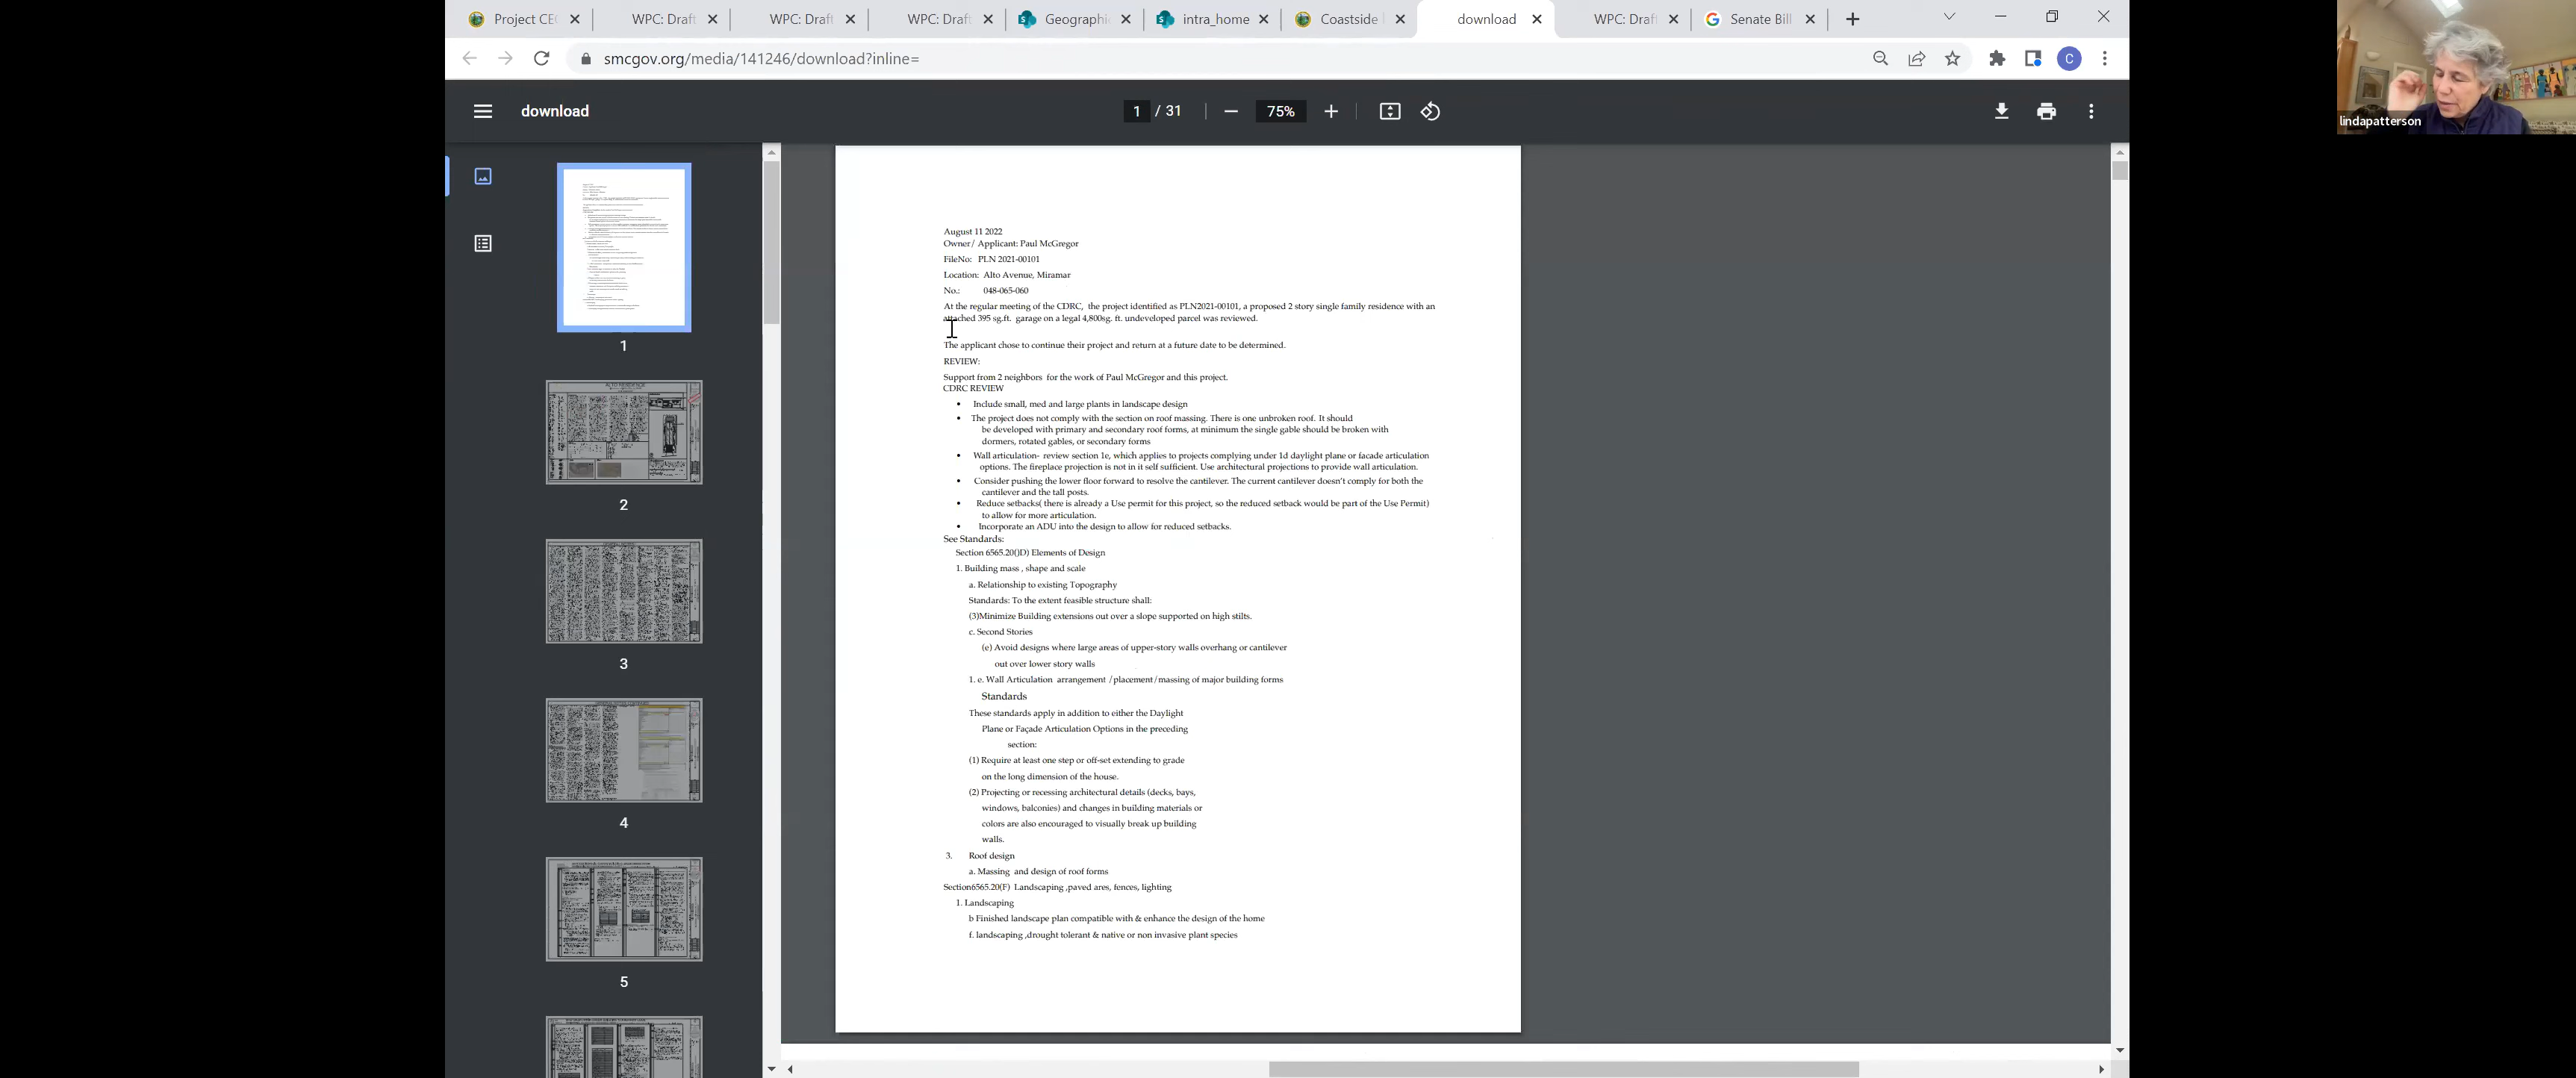 Project CE
WPC: Draft
WPC: Draft
WPC: Draft
Geographi
intra_home
Coastside
download
WPC: Draf
Senate Bill
smcgov.org/media/141246/download?inline=
C
download
1 / 31
75%
lindapatterson
1
2
3
4
5
August 11 2022
Owner/ Applicant: Paul McGregor
FileNo: PLN 2021-00101
Location: Alto Avenue, Miramar
No.: 048-065-060
At the regular meeting of the CDRC, the project identified as PLN2021-00101, a proposed 2 story single family residence with an
attached 395 sg.ft. garage on a legal 4,800sg. ft. undeveloped parcel was reviewed.
The applicant chose to continue their project and return at a future date to be determined.
REVIEW:
Support from 2 neighbors for the work of Paul McGregor and this project.
CDRC REVIEW
• Include small, med and large plants in landscape design
• The project does not comply with the section on roof massing. There is one unbroken roof. It should
be developed with primary and secondary roof forms, at minimum the single gable should be broken with
dormers, rotated gables, or secondary forms
• Wall articulation- review section 1e, which applies to projects complying under 1d daylight plane or facade articulation
options. The fireplace projection is not in it self sufficient. Use architectural projections to provide wall articulation.
• Consider pushing the lower floor forward to resolve the cantilever. The current cantilever doesn't comply for both the
cantilever and the tall posts.
• Reduce setbacks( there is already a Use permit for this project, so the reduced setback would be part of the Use Permit)
to allow for more articulation.
• Incorporate an ADU into the design to allow for reduced setbacks.
See Standards:
Section 6565.20()D) Elements of Design
1. Building mass , shape and scale
a. Relationship to existing Topography
Standards: To the extent feasible structure shall:
(3)Minimize Building extensions out over a slope supported on high stilts.
c. Second Stories
(e) Avoid designs where large areas of upper-story walls overhang or cantilever
out over lower story walls
1. e. Wall Articulation arrangement /placement/massing of major building forms
Standards
These standards apply in addition to either the Daylight
Plane or Façade Articulation Options in the preceding
section:
(1) Require at least one step or off-set extending to grade
on the long dimension of the house.
(2) Projecting or recessing architectural details (decks, bays,
windows, balconies) and changes in building materials or
colors are also encouraged to visually break up building
walls.
3. Roof design
a. Massing and design of roof forms
Section6565.20(F) Landscaping ,paved ares, fences, lighting
1. Landscaping
b Finished landscape plan compatible with & enhance the design of the home
f. landscaping ,drought tolerant & native or non invasive plant species